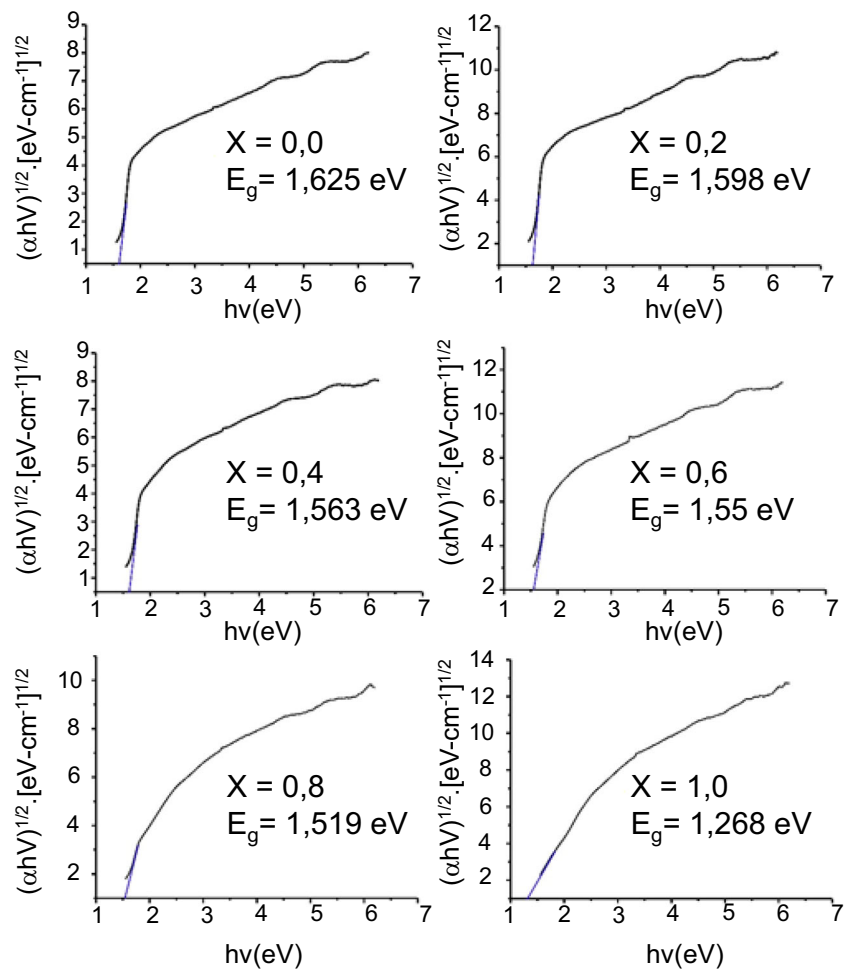 (αhV)¹/².[eV-cm⁻¹]¹/²
9
8
7
6
5
4
3
2
1
X = 0,0
E_g= 1,625 eV
1 2 3 4 5 6 7
hv(eV)
(αhV)¹/².[eV-cm⁻¹]¹/²
12
10
8
6
4
2
X = 0,2
E_g= 1,598 eV
1 2 3 4 5 6 7
hv(eV)
(αhV)¹/².[eV-cm⁻¹]¹/²
9
8
7
6
5
4
3
2
1
X = 0,4
E_g= 1,563 eV
1 2 3 4 5 6 7
hv(eV)
(αhV)¹/².[eV-cm⁻¹]¹/²
12
10
8
6
4
2
X = 0,6
E_g= 1,55 eV
1 2 3 4 5 6 7
hv(eV)
(αhV)¹/².[eV-cm⁻¹]¹/²
10
8
6
4
2
X = 0,8
E_g= 1,519 eV
1 2 3 4 5 6 7
hv(eV)
(αhV)¹/².[eV-cm⁻¹]¹/²
14
12
10
8
6
4
2
X = 1,0
E_g= 1,268 eV
1 2 3 4 5 6 7
hv(eV)